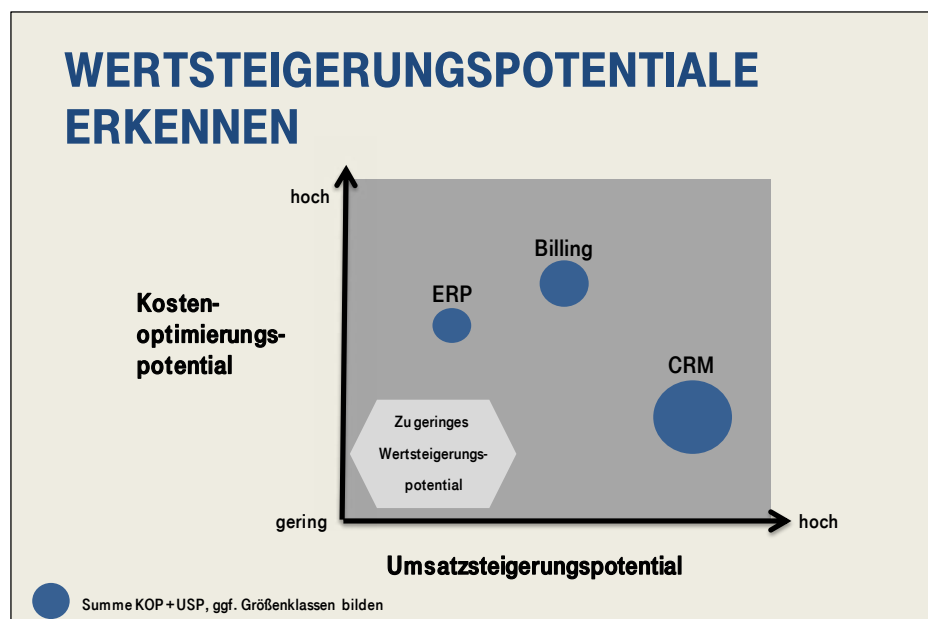 WERTSTEIGERUNGSPOTENTIALE
ERKENNEN
hoch
Billing
ERP
Kosten-
optimierungs-
potential
CRM
Zu geringes
Wertsteigerungs-
potential
gering
hoch
Umsatzsteigerungspotential
Summe KOP+USP, ggf. Größenklassen bilden